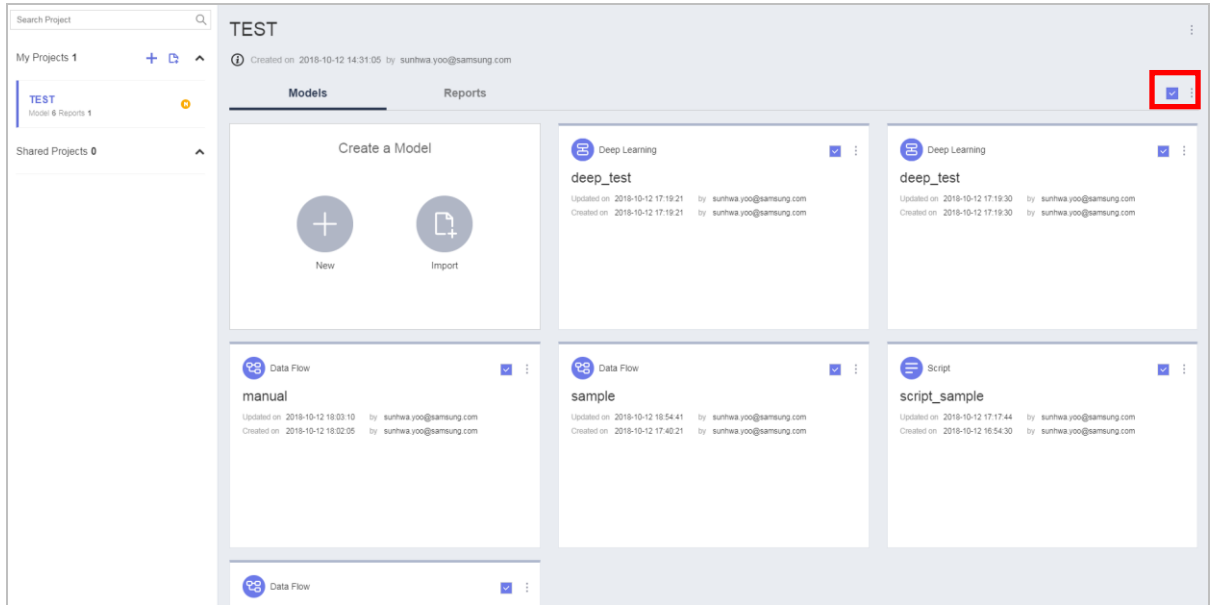 Search Project
My Projects 1
TEST
Model 6 Reports 1
Shared Projects 0
TEST
Created on 2018-10-12 14:31:05 by sunhwa.yoo@samsung.com
Models Reports
Create a Model
New Import
Deep Learning
deep_test
Updated on 2018-10-12 17:19:21 by sunhwa.yoo@samsung.com
Created on 2018-10-12 17:19:21 by sunhwa.yoo@samsung.com
Deep Learning
deep_test
Updated on 2018-10-12 17:19:30 by sunhwa.yoo@samsung.com
Created on 2018-10-12 17:19:30 by sunhwa.yoo@samsung.com
Data Flow
manual
Updated on 2018-10-12 18:03:10 by sunhwa.yoo@samsung.com
Created on 2018-10-12 18:02:05 by sunhwa.yoo@samsung.com
Data Flow
sample
Updated on 2018-10-12 18:54:41 by sunhwa.yoo@samsung.com
Created on 2018-10-12 17:40:21 by sunhwa.yoo@samsung.com
Script
script_sample
Updated on 2018-10-12 17:17:44 by sunhwa.yoo@samsung.com
Created on 2018-10-12 16:54:30 by sunhwa.yoo@samsung.com
Data Flow